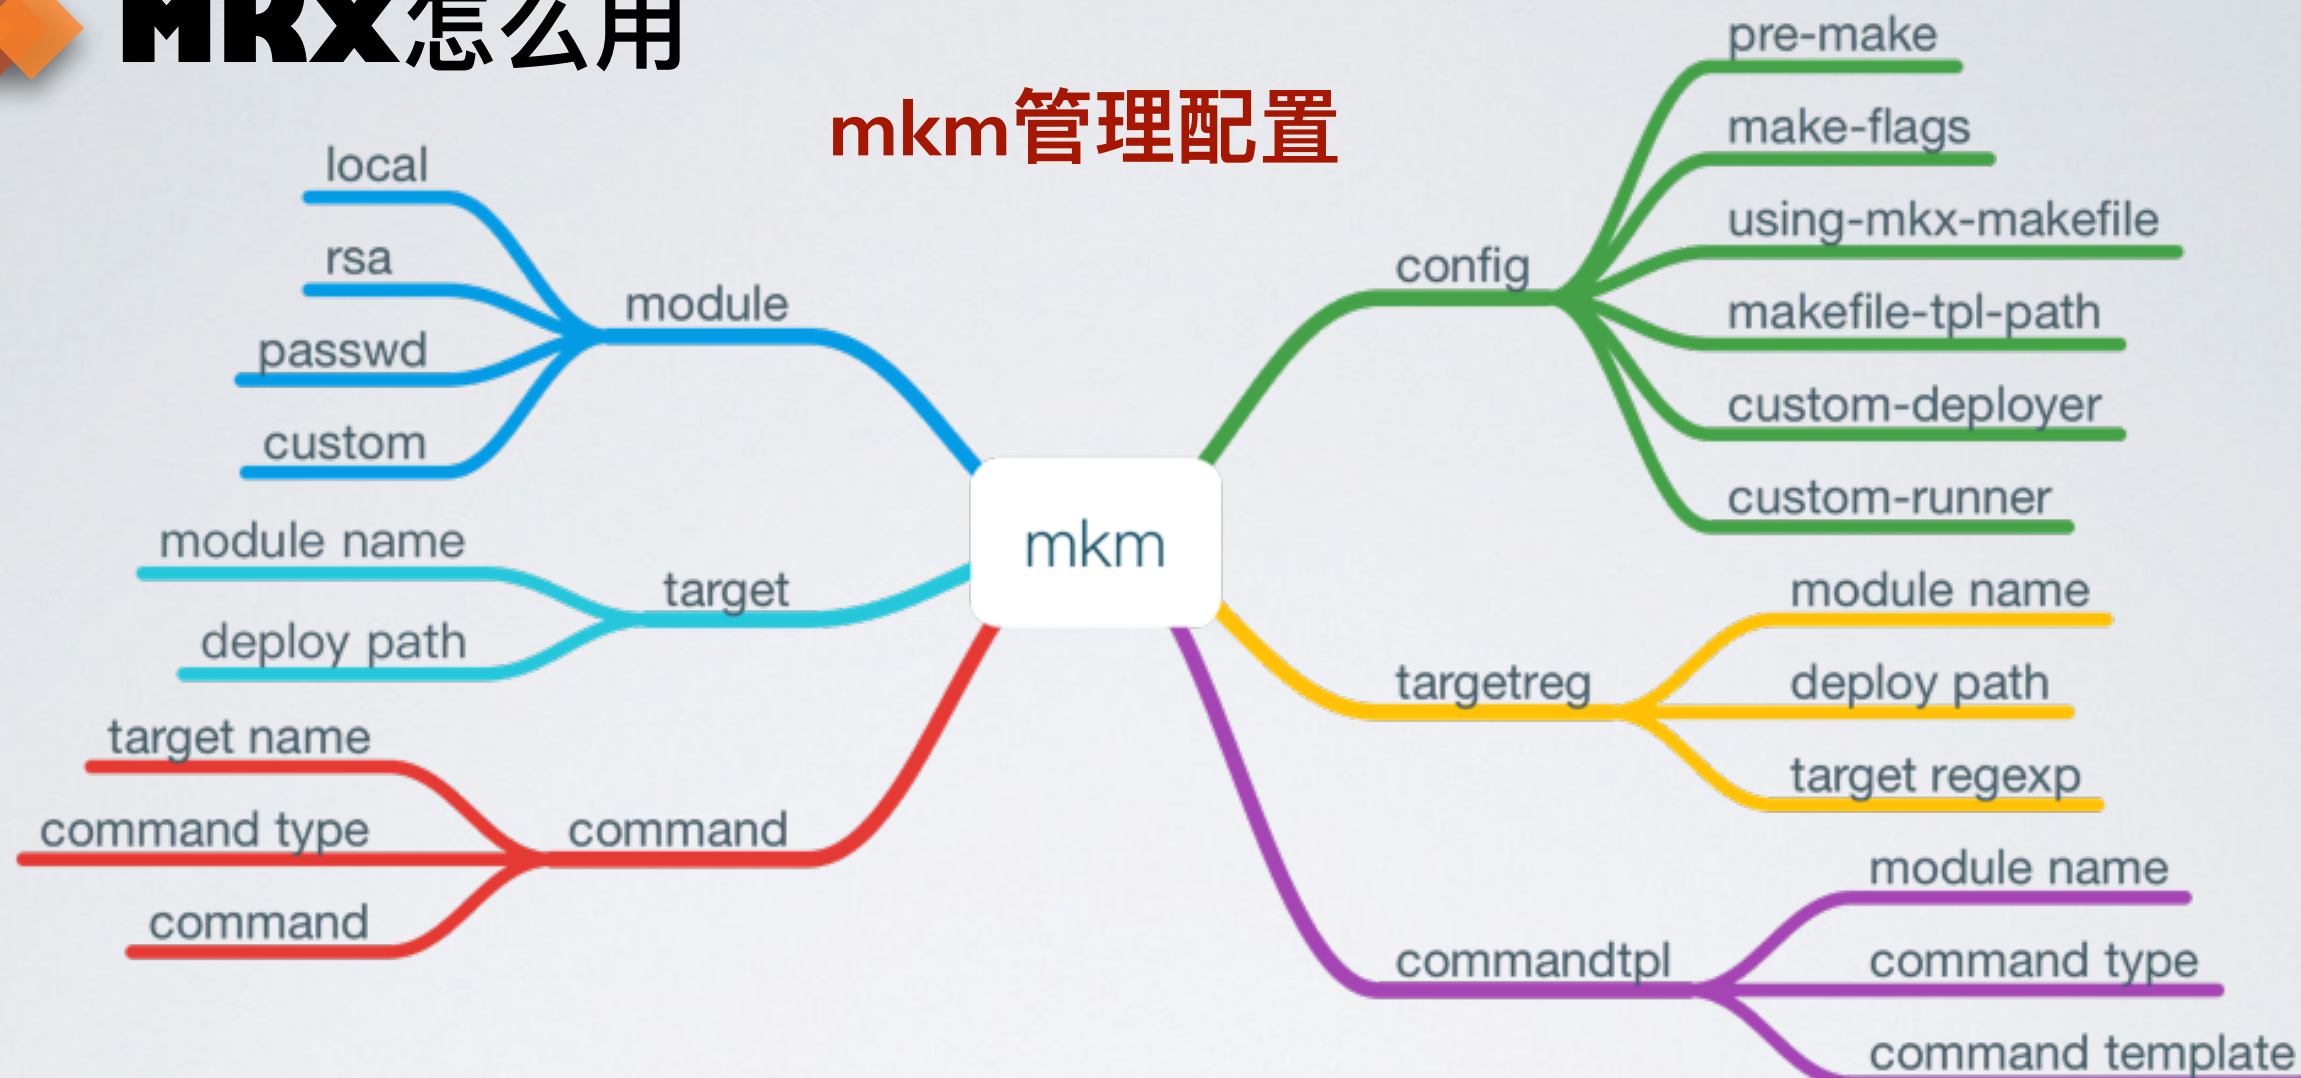 MKX怎么用
mkm管理配置
local
rsa
passwd
custom
module
module name
deploy path
target
target name
command type
command
command
mkm
config
pre-make
make-flags
using-mkx-makefile
makefile-tpl-path
custom-deployer
custom-runner
targetreg
module name
deploy path
target regexp
commandtpl
module name
command type
command template